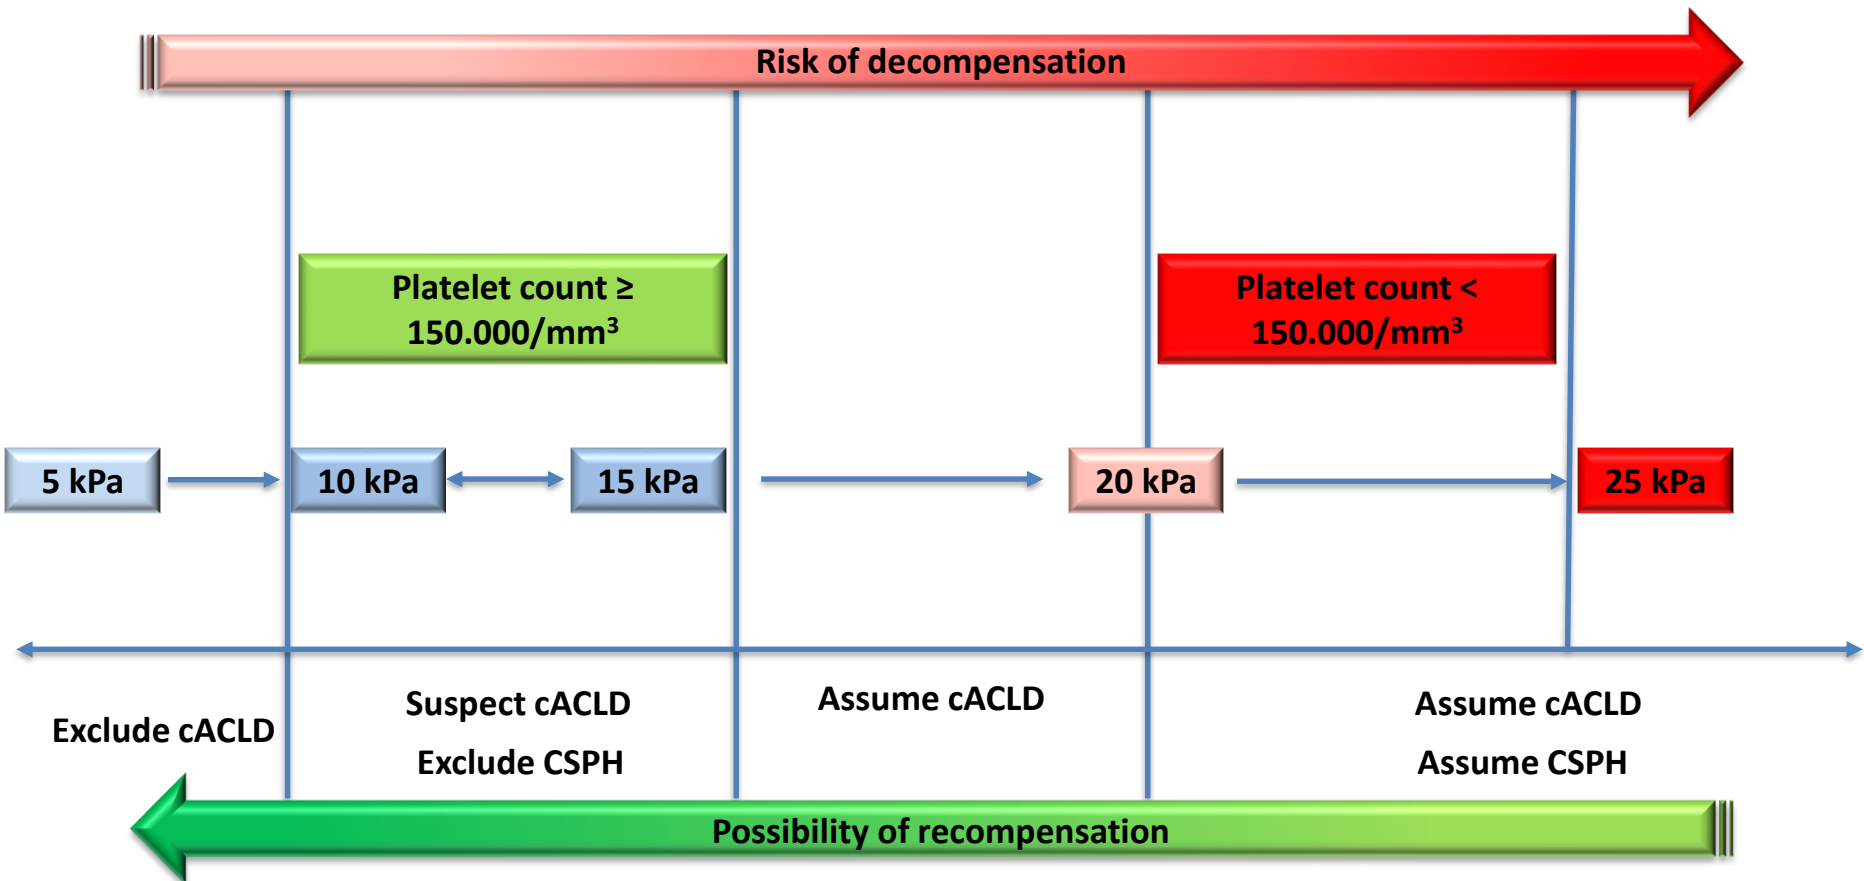 Risk of decompensation
Platelet count ≥
150.000/mm³
Platelet count <
150.000/mm³
5 kPa
10 kPa
15 kPa
20 kPa
25 kPa
Exclude cACLD
Suspect cACLD
Exclude CSPH
Assume cACLD
Assume cACLD
Assume CSPH
Possibility of recompensation